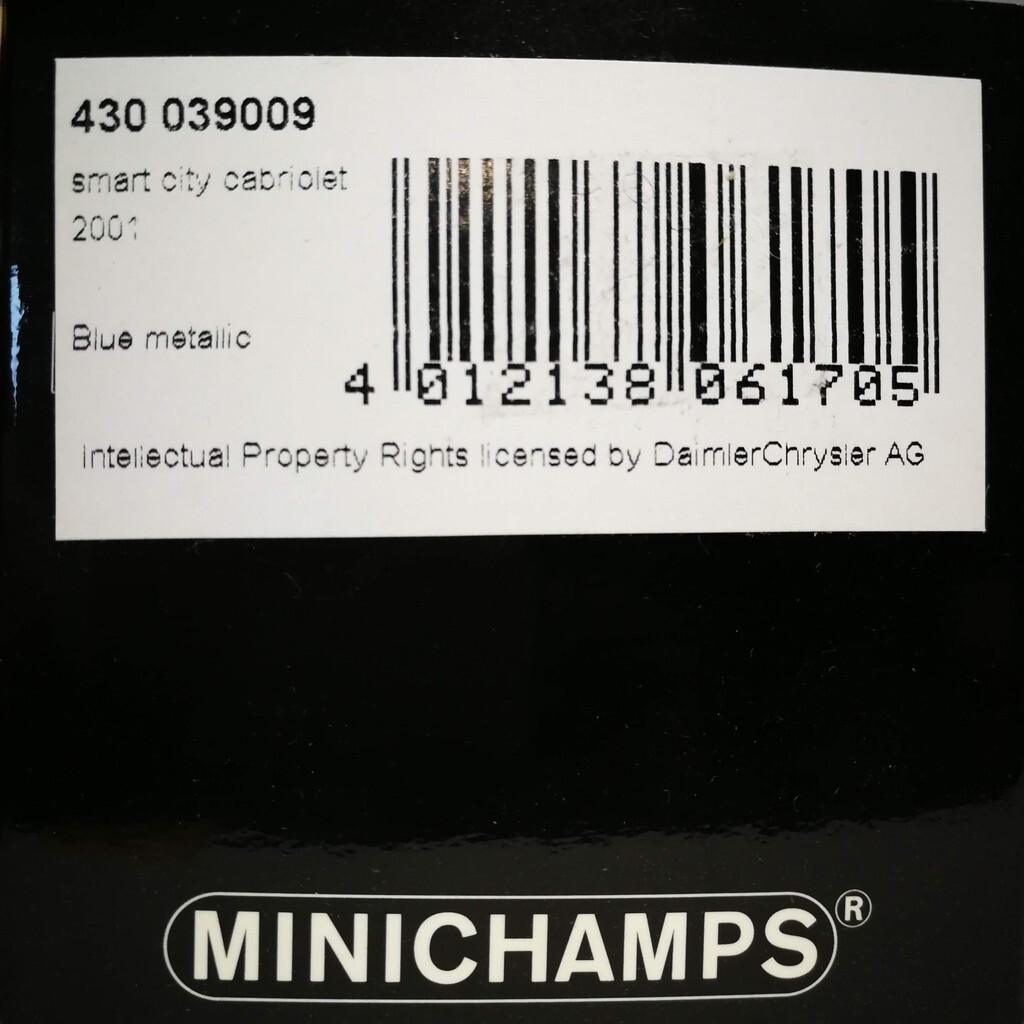 430 039009
smart city cabriolet
2001
Blue metallic
4 012138 061705
Intellectual Property Rights licensed by DaimlerChrysler AG
MINICHAMPS®